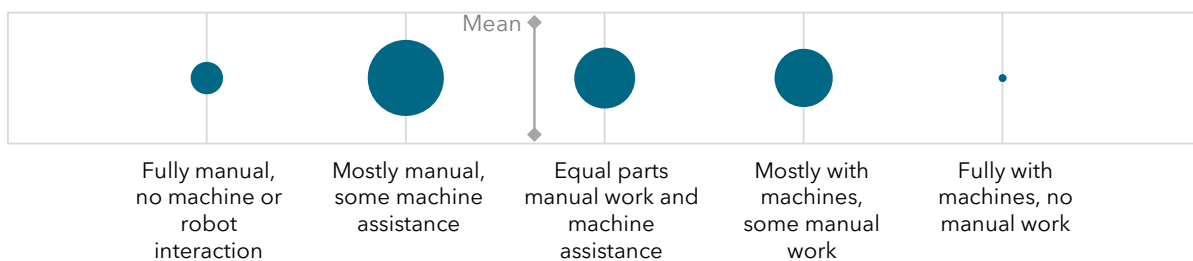 Mean
Fully manual,
no machine or
robot
interaction
Mostly manual,
some machine
assistance
Equal parts
manual work and
machine
assistance
Mostly with
machines,
some manual
work
Fully with
machines, no
manual work